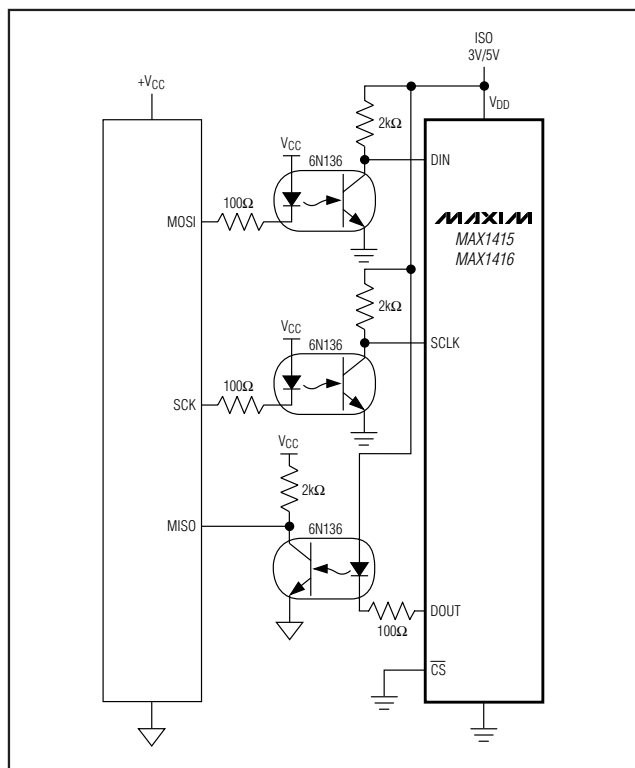 ISO
3V/5V
+VCC
VDD
2kΩ
VCC
6N136
DIN
100Ω
MOSI
MAXIM
MAX1415
MAX1416
2kΩ
VCC
6N136
SCLK
100Ω
SCK
VCC
2kΩ
MISO
6N136
DOUT
100Ω
CS